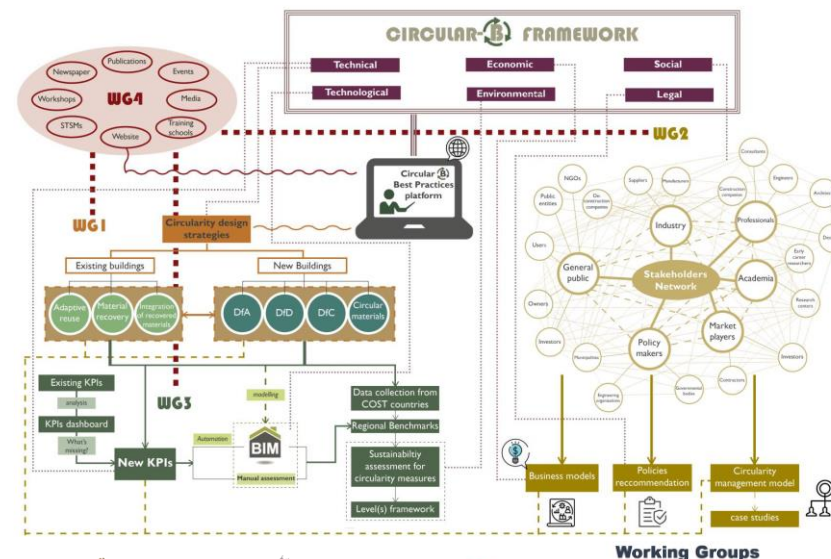 CIRCULAR-B FRAMEWORK
Technical
Economic
Social
Technological
Environmental
Legal
Publications
Newspaper
Events
WG4
Workshops
Media
STSMs
Training
schools
Website
WG2
Circular B
Best Practices
platform
WG1
Circularity design
strategies
Existing buildings
New Buildings
Adaptive
reuse
Material
recovery
Integration
of recovered
materials
DfA
DfD
DfC
Circular
materials
WG3
Existing KPIs
analysis
KPIs dashboard
What's
missing?
New KPIs
Automation
modelling
BIM
Manual assessment
Data collection from
COST countries
Regional Benchmarks
Sustainabiltiy
assessment for
circularity measures
Level(s) framework
Consultants
NGOs
Suppliers
Manufacturers
Engineers
Public
entities
De-
construction
companies
Construction
companies
Industry
Professionals
Users
General
public
Stakeholders
Network
Academia
Early
career
researchers
Owners
Research
centers
Policy
makers
Market
players
Investors
Investors
Municipalities
Engineering
organisations
Governmental
bodies
Contractors
Business models
Policies
reccommendation
Circularity
management model
case studies
Working Groups